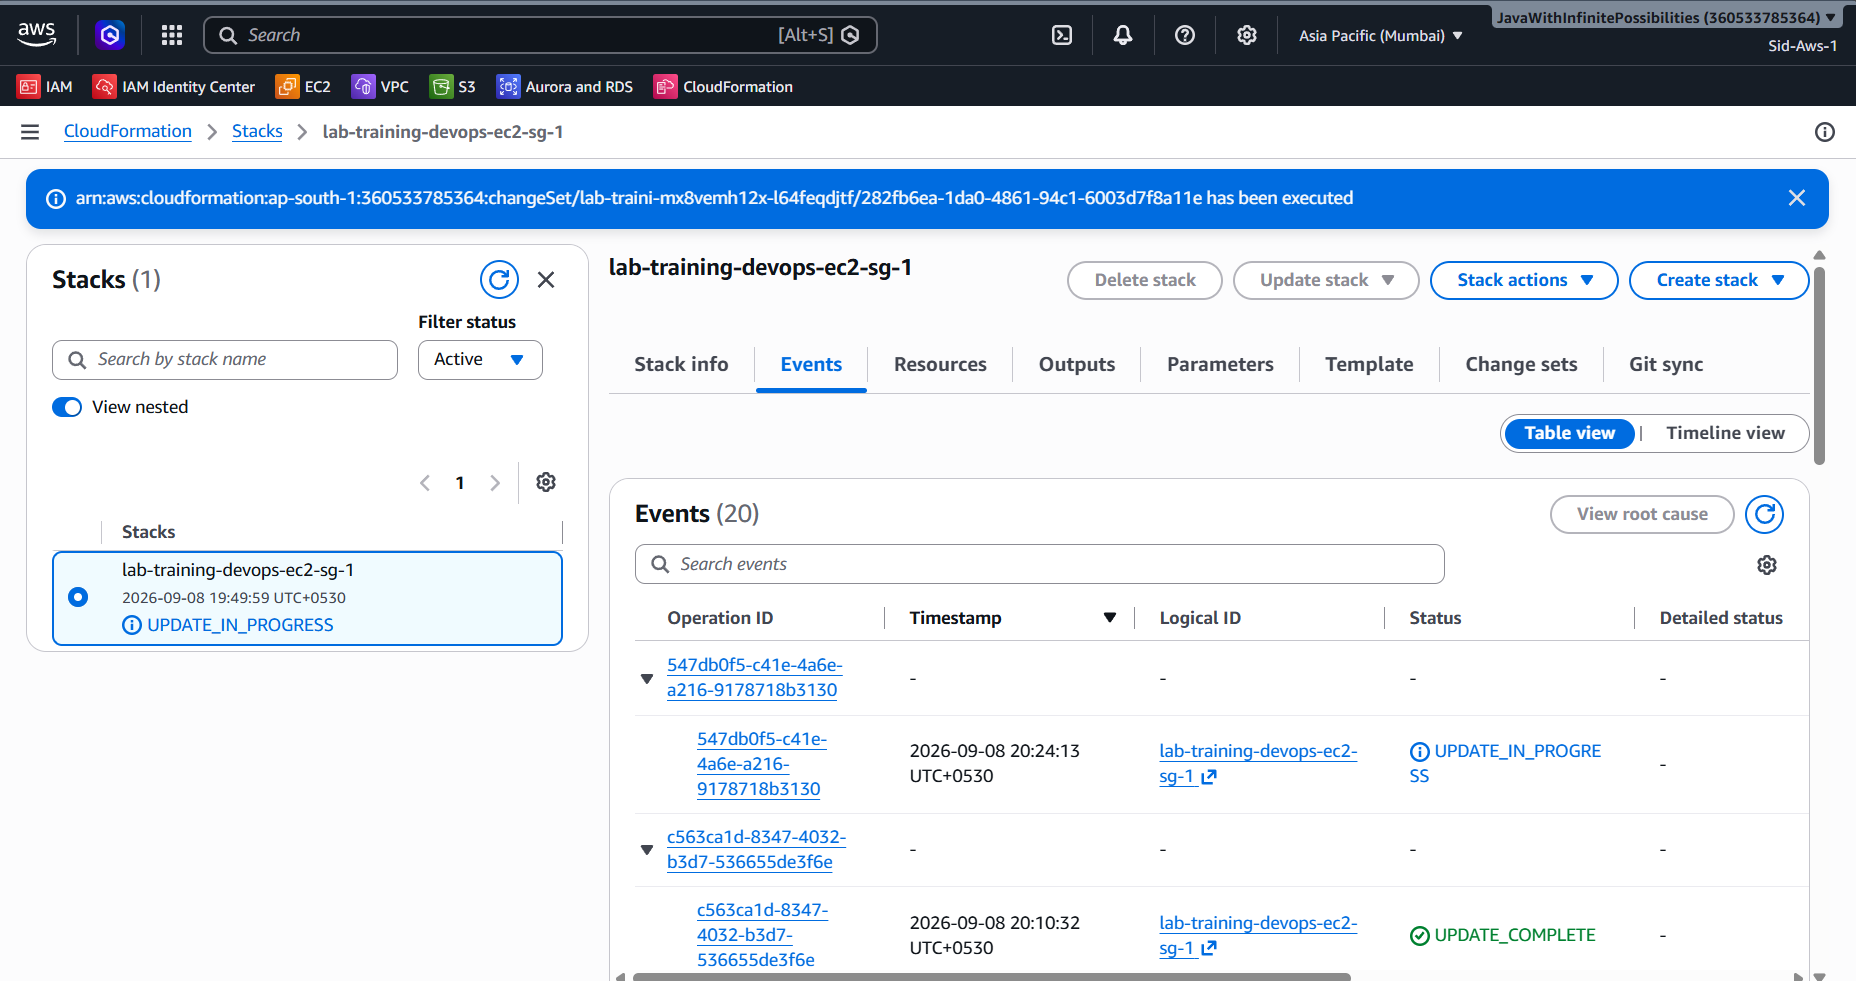 aws
Search
[Alt+S]
Asia Pacific (Mumbai)
JavaWithInfinitePossibilities (360533785364)
Sid-Aws-1
IAM
IAM Identity Center
EC2
VPC
S3
Aurora and RDS
CloudFormation
CloudFormation
Stacks
lab-training-devops-ec2-sg-1
arn:aws:cloudformation:ap-south-1:360533785364:changeSet/lab-traini-mx8vemh12x-l64feqdjtf/282fb6ea-1da0-4861-94c1-6003d7f8a11e has been executed
Stacks (1)
Filter status
Search by stack name
Active
View nested
1
Stacks
lab-training-devops-ec2-sg-1
2026-09-08 19:49:59 UTC+0530
UPDATE_IN_PROGRESS
lab-training-devops-ec2-sg-1
Delete stack
Update stack
Stack actions
Create stack
Stack info
Events
Resources
Outputs
Parameters
Template
Change sets
Git sync
Table view
Timeline view
Events (20)
View root cause
Search events
Operation ID
Timestamp
Logical ID
Status
Detailed status
547db0f5-c41e-4a6e-
a216-9178718b3130
-
-
-
-
547db0f5-c41e-
4a6e-a216-
9178718b3130
2026-09-08 20:24:13
UTC+0530
lab-training-devops-ec2-
sg-1
UPDATE_IN_PROGRE
SS
-
c563ca1d-8347-4032-
b3d7-536655de3f6e
-
-
-
-
c563ca1d-8347-
4032-b3d7-
536655de3f6e
2026-09-08 20:10:32
UTC+0530
lab-training-devops-ec2-
sg-1
UPDATE_COMPLETE
-